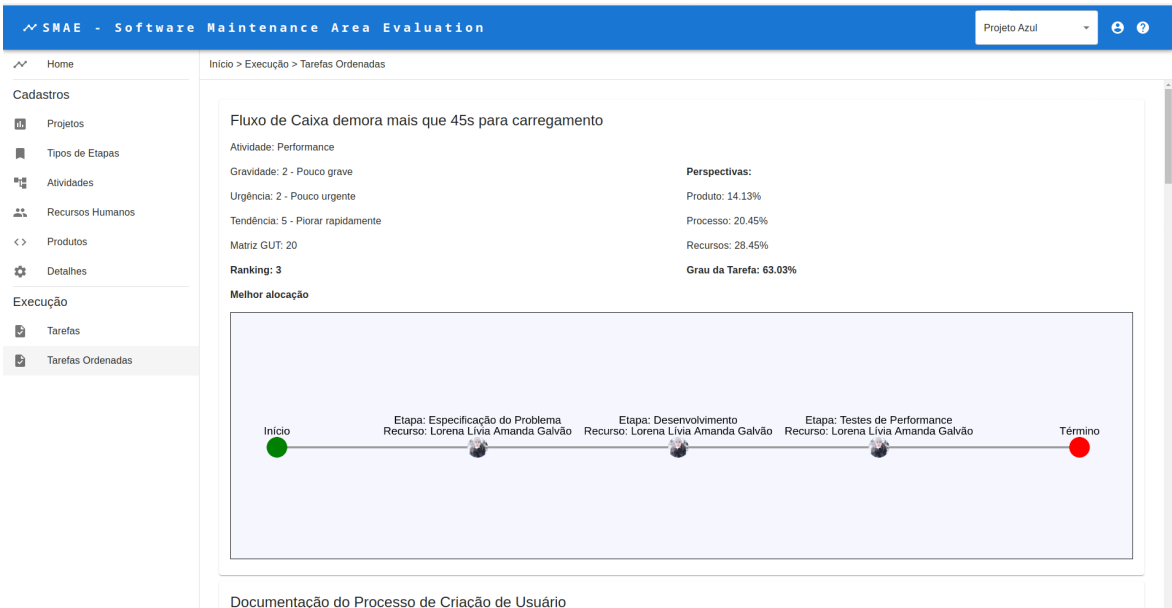 SMAE - Software Maintenance Area Evaluation
Projeto Azul
Home
Início > Execução > Tarefas Ordenadas
Cadastros
Projetos
Tipos de Etapas
Atividades
Recursos Humanos
Produtos
Detalhes
Execução
Tarefas
Tarefas Ordenadas
Fluxo de Caixa demora mais que 45s para carregamento
Atividade: Performance
Gravidade: 2 - Pouco grave
Perspectivas:
Urgência: 2 - Pouco urgente
Produto: 14.13%
Tendência: 5 - Piorar rapidamente
Processo: 20.45%
Matriz GUT: 20
Recursos: 28.45%
Ranking: 3
Grau da Tarefa: 63.03%
Melhor alocação
Início
Etapa: Especificação do Problema
Recurso: Lorena Lívia Amanda Galvão
Etapa: Desenvolvimento
Recurso: Lorena Lívia Amanda Galvão
Etapa: Testes de Performance
Recurso: Lorena Lívia Amanda Galvão
Término
Documentação do Processo de Criação de Usuário